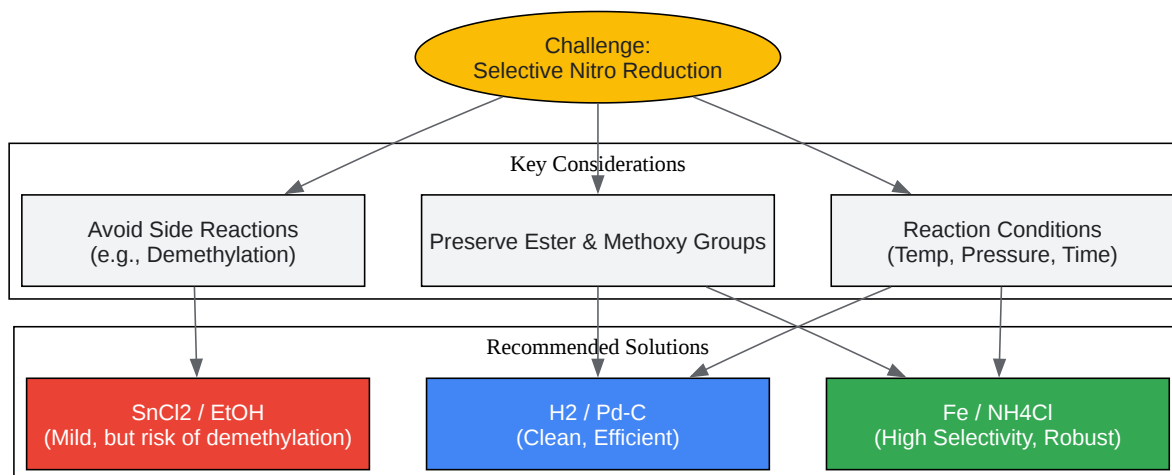 Challenge:
Selective Nitro Reduction
Key Considerations
Avoid Side Reactions
(e.g., Demethylation)
Preserve Ester & Methoxy Groups
Reaction Conditions
(Temp, Pressure, Time)
Recommended Solutions
SnCl2 / EtOH
(Mild, but risk of demethylation)
H2 / Pd-C
(Clean, Efficient)
Fe / NH4Cl
(High Selectivity, Robust)